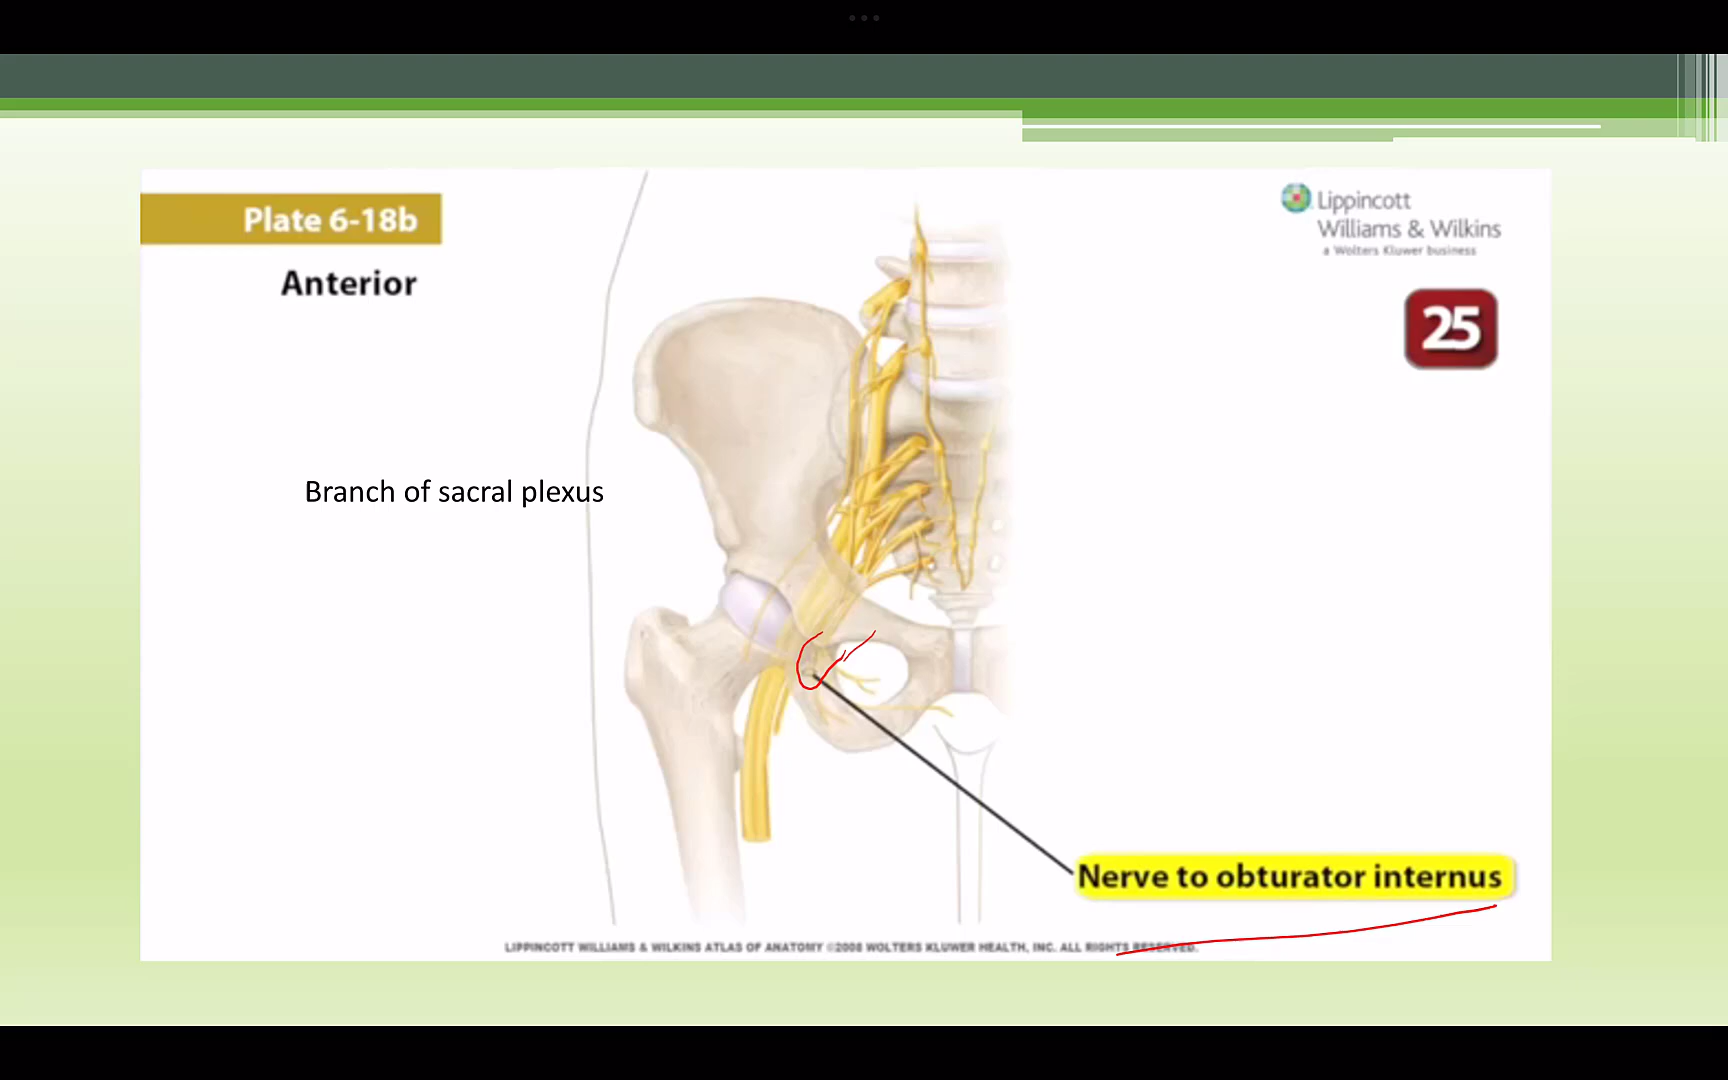 Plate 6-18b
Lippincott
Williams & Wilkins
a Wolters Kluwer business
Anterior
25
Branch of sacral plexus
Nerve to obturator internus
LIPPINCOTT WILLIAMS & WILKINS ATLAS OF ANATOMY ©2008 WOLTERS KLUWER HEALTH, INC. ALL RIGHTS RESERVED.